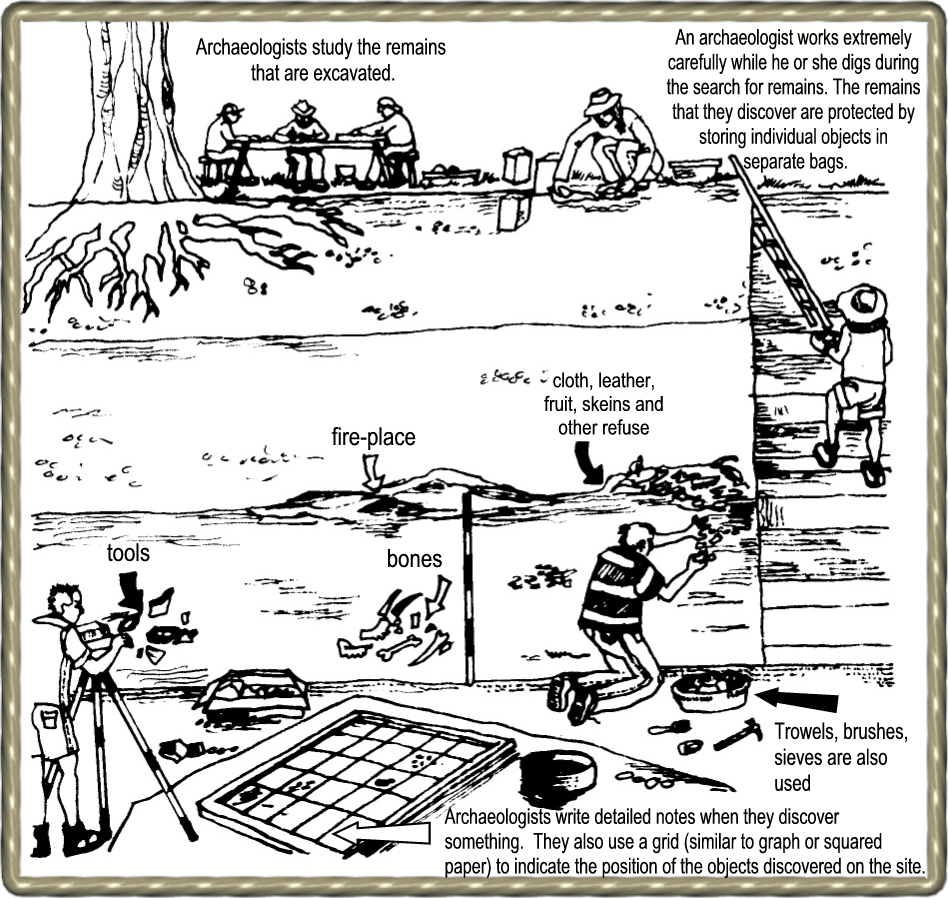 Archaeologists study the remains
that are excavated.
An archaeologist works extremely
carefully while he or she digs during
the search for remains. The remains
that they discover are protected by
storing individual objects in
separate bags.
cloth, leather,
fruit, skeins and
other refuse
fire-place
tools
bones
Trowels, brushes,
sieves are also
used
Archaeologists write detailed notes when they discover
something. They also use a grid (similar to graph or squared
paper) to indicate the position of the objects discovered on the site.